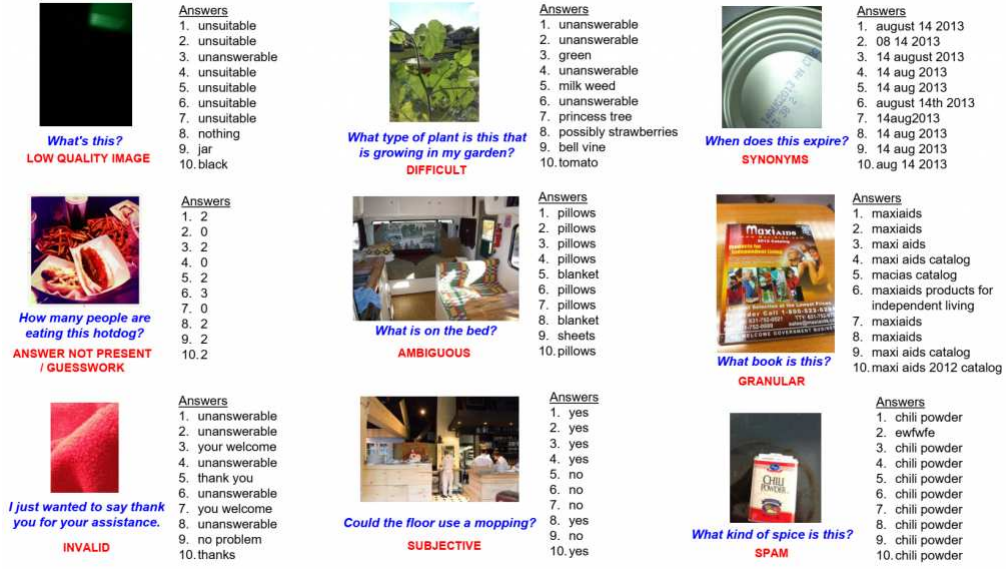 Answers
1. unsuitable
2. unsuitable
3. unanswerable
4. unsuitable
5. unsuitable
6. unsuitable
7. unsuitable
8. nothing
9. jar
10. black
What's this?
LOW QUALITY IMAGE
Answers
1. unanswerable
2. unanswerable
3. green
4. unanswerable
5. milk weed
6. unanswerable
7. princess tree
8. possibly strawberries
9. bell vine
10. tomato
What type of plant is this that
is growing in my garden?
DIFFICULT
Answers
1. august 14 2013
2. 08 14 2013
3. 14 august 2013
4. 14 aug 2013
5. 14 aug 2013
6. august 14th 2013
7. 14aug2013
8. 14 aug 2013
9. 14 aug 2013
10. aug 14 2013
When does this expire?
SYNONYMS
Answers
1. 2
2. 0
3. 2
4. 0
5. 2
6. 3
7. 0
8. 2
9. 2
10. 2
How many people are
eating this hotdog?
ANSWER NOT PRESENT
/ GUESSWORK
Answers
1. pillows
2. pillows
3. pillows
4. pillows
5. blanket
6. pillows
7. pillows
8. blanket
9. sheets
10. pillows
What is on the bed?
AMBIGUOUS
MAXIAIDS
Answers
1. maxiaids
2. maxiaids
3. maxi aids
4. maxi aids catalog
5. macias catalog
6. maxiaids products for
independent living
7. maxiaids
8. maxiaids
9. maxi aids catalog
10. maxi aids 2012 catalog
What book is this?
GRANULAR
Answers
1. unanswerable
2. unanswerable
3. your welcome
4. unanswerable
5. thank you
6. unanswerable
7. you welcome
8. unanswerable
9. no problem
10. thanks
I just wanted to say thank
you for your assistance.
INVALID
Answers
1. yes
2. yes
3. yes
4. yes
5. no
6. no
7. no
8. yes
9. no
10. yes
Could the floor use a mopping?
SUBJECTIVE
CHILI
POWDER
Answers
1. chili powder
2. ewfwfe
3. chili powder
4. chili powder
5. chili powder
6. chili powder
7. chili powder
8. chili powder
9. chili powder
10. chili powder
What kind of spice is this?
SPAM